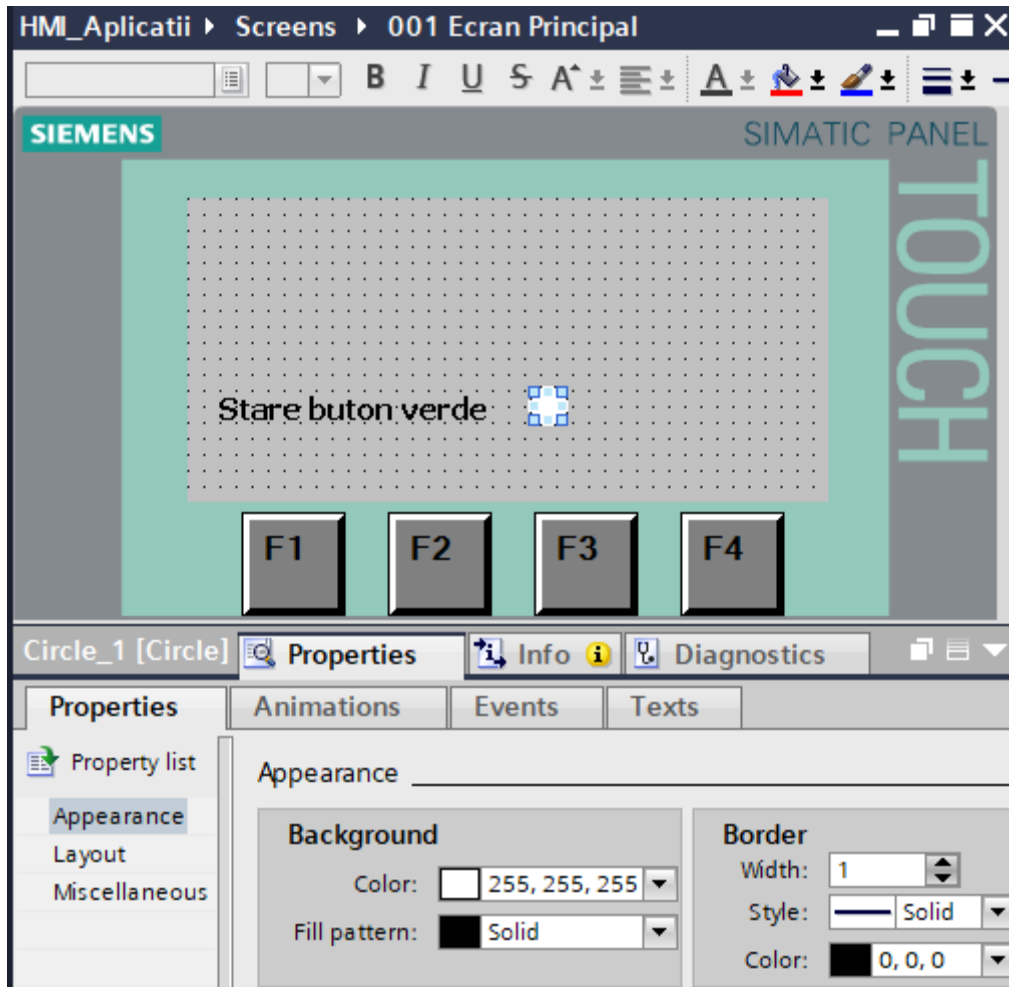 HMI_Aplicatii ▸ Screens ▸ 001 Ecran Principal
B I U S A A
SIEMENS
SIMATIC PANEL
TOUCH
Stare buton verde
F1 F2 F3 F4
Circle_1 [Circle] Properties Info Diagnostics
Properties Animations Events Texts
Property list
Appearance
Layout
Miscellaneous
Appearance
Background
Color: 255, 255, 255
Fill pattern: Solid
Border
Width: 1
Style: Solid
Color: 0, 0, 0